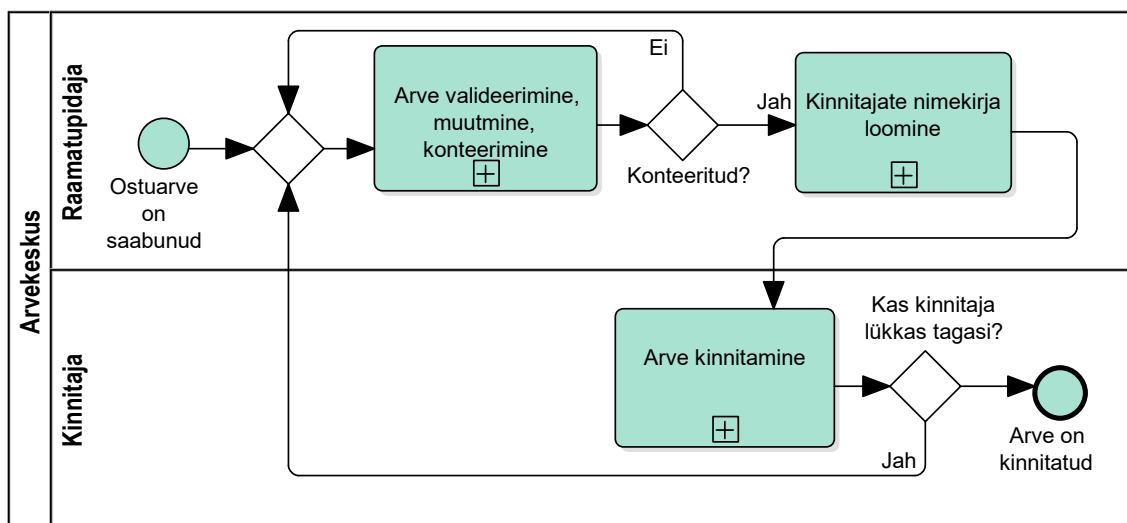 Arvekeskus
Raamatupidaja
Ostuarve
on
saabunud
Arve valideerimine,
muutmine,
konteerimine
Ei
Konteeritud?
Jah
Kinnitajate nimekirja
loomine
Kinnitaja
Arve kinnitamine
Kas kinnitaja
lükkas tagasi?
Jah
Arve on
kinnitatud